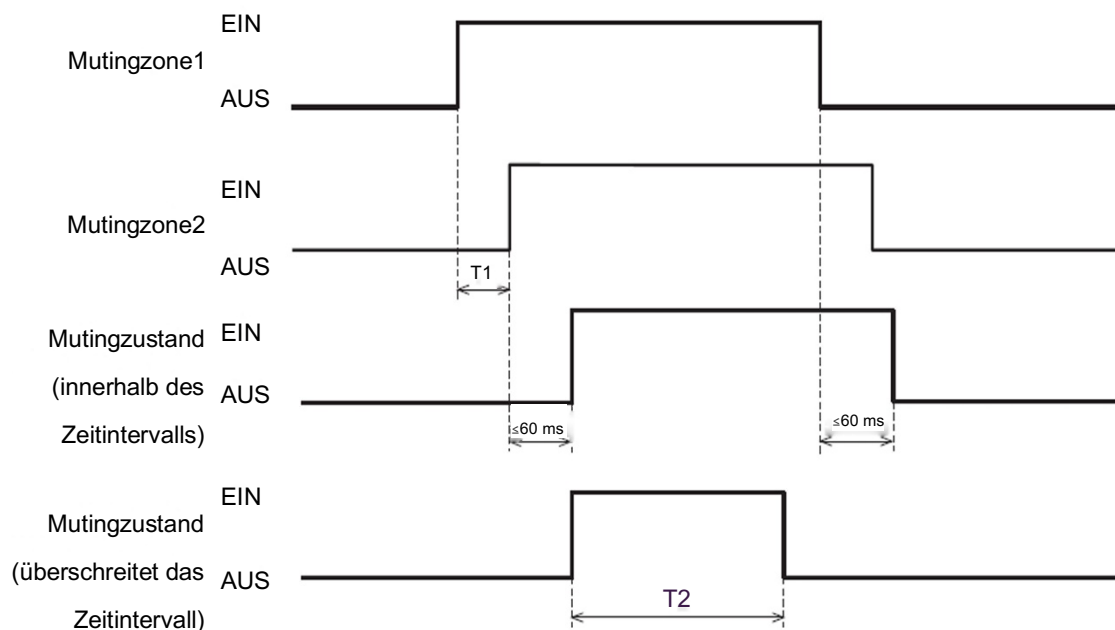 EIN
Mutingzone1
AUS
EIN
Mutingzone2
AUS
T1
Mutingzustand
EIN
(innerhalb des
AUS
Zeitintervalls)
≤60 ms
≤60 ms
EIN
Mutingzustand
(überschreitet das
AUS
Zeitintervall)
T2